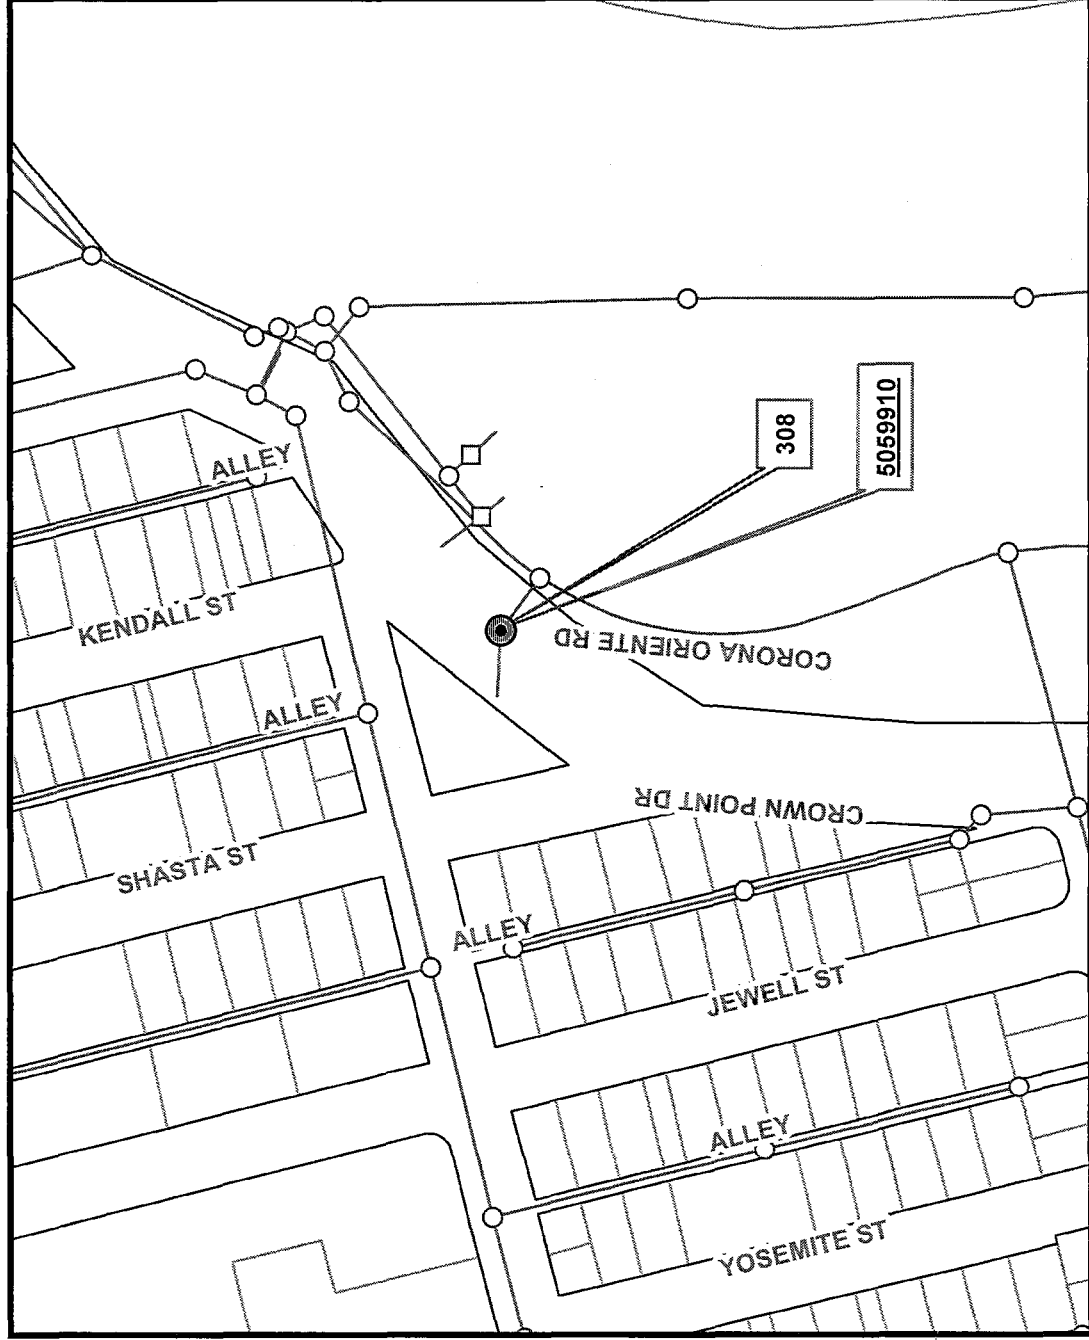 ALLEY
KENDALL ST
ALLEY
SHASTA ST
308
5059910
CORONA ORIENTE RD
CROWN POINT DR
ALLEY
JEWELL ST
ALLEY
YOSEMITE ST